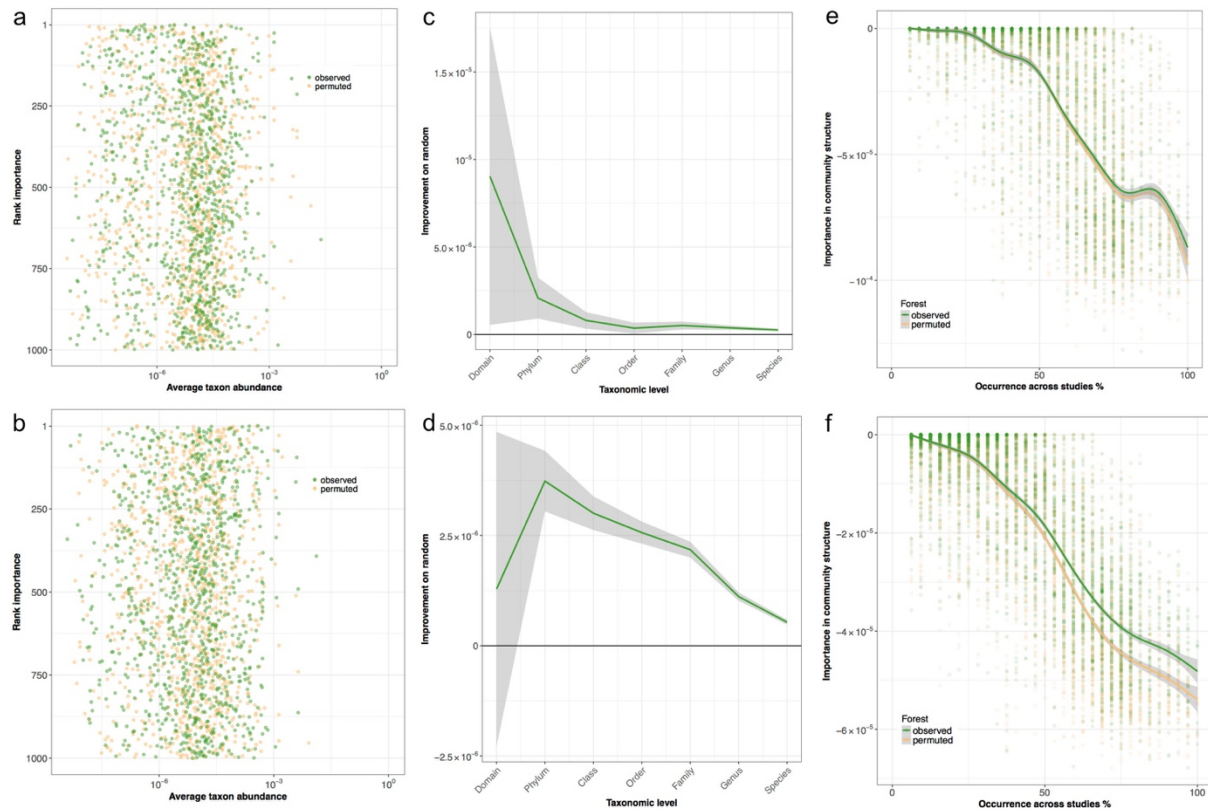 a
1
250
500
750
1000
Rank importance
10⁻⁶
10⁻³
10⁰
Average taxon abundance
observed
permuted
c
1.5×10⁻⁵
10⁻⁵
5.0×10⁻⁶
0
Improvement on random
Domain
Phylum
Class
Order
Family
Genus
Species
Taxonomic level
e
0
−5×10⁻⁵
−10⁻⁴
Importance in community structure
Forest
observed
permuted
0
50
100
Occurrence across studies %
b
1
250
500
750
1000
Rank importance
10⁻⁶
10⁻³
10⁰
Average taxon abundance
observed
permuted
d
5.0×10⁻⁶
2.5×10⁻⁶
0
−2.5×10⁻⁶
Improvement on random
Domain
Phylum
Class
Order
Family
Genus
Species
Taxonomic level
f
0
−2×10⁻⁵
−4×10⁻⁵
−6×10⁻⁵
Importance in community structure
Forest
observed
permuted
0
50
100
Occurrence across studies %